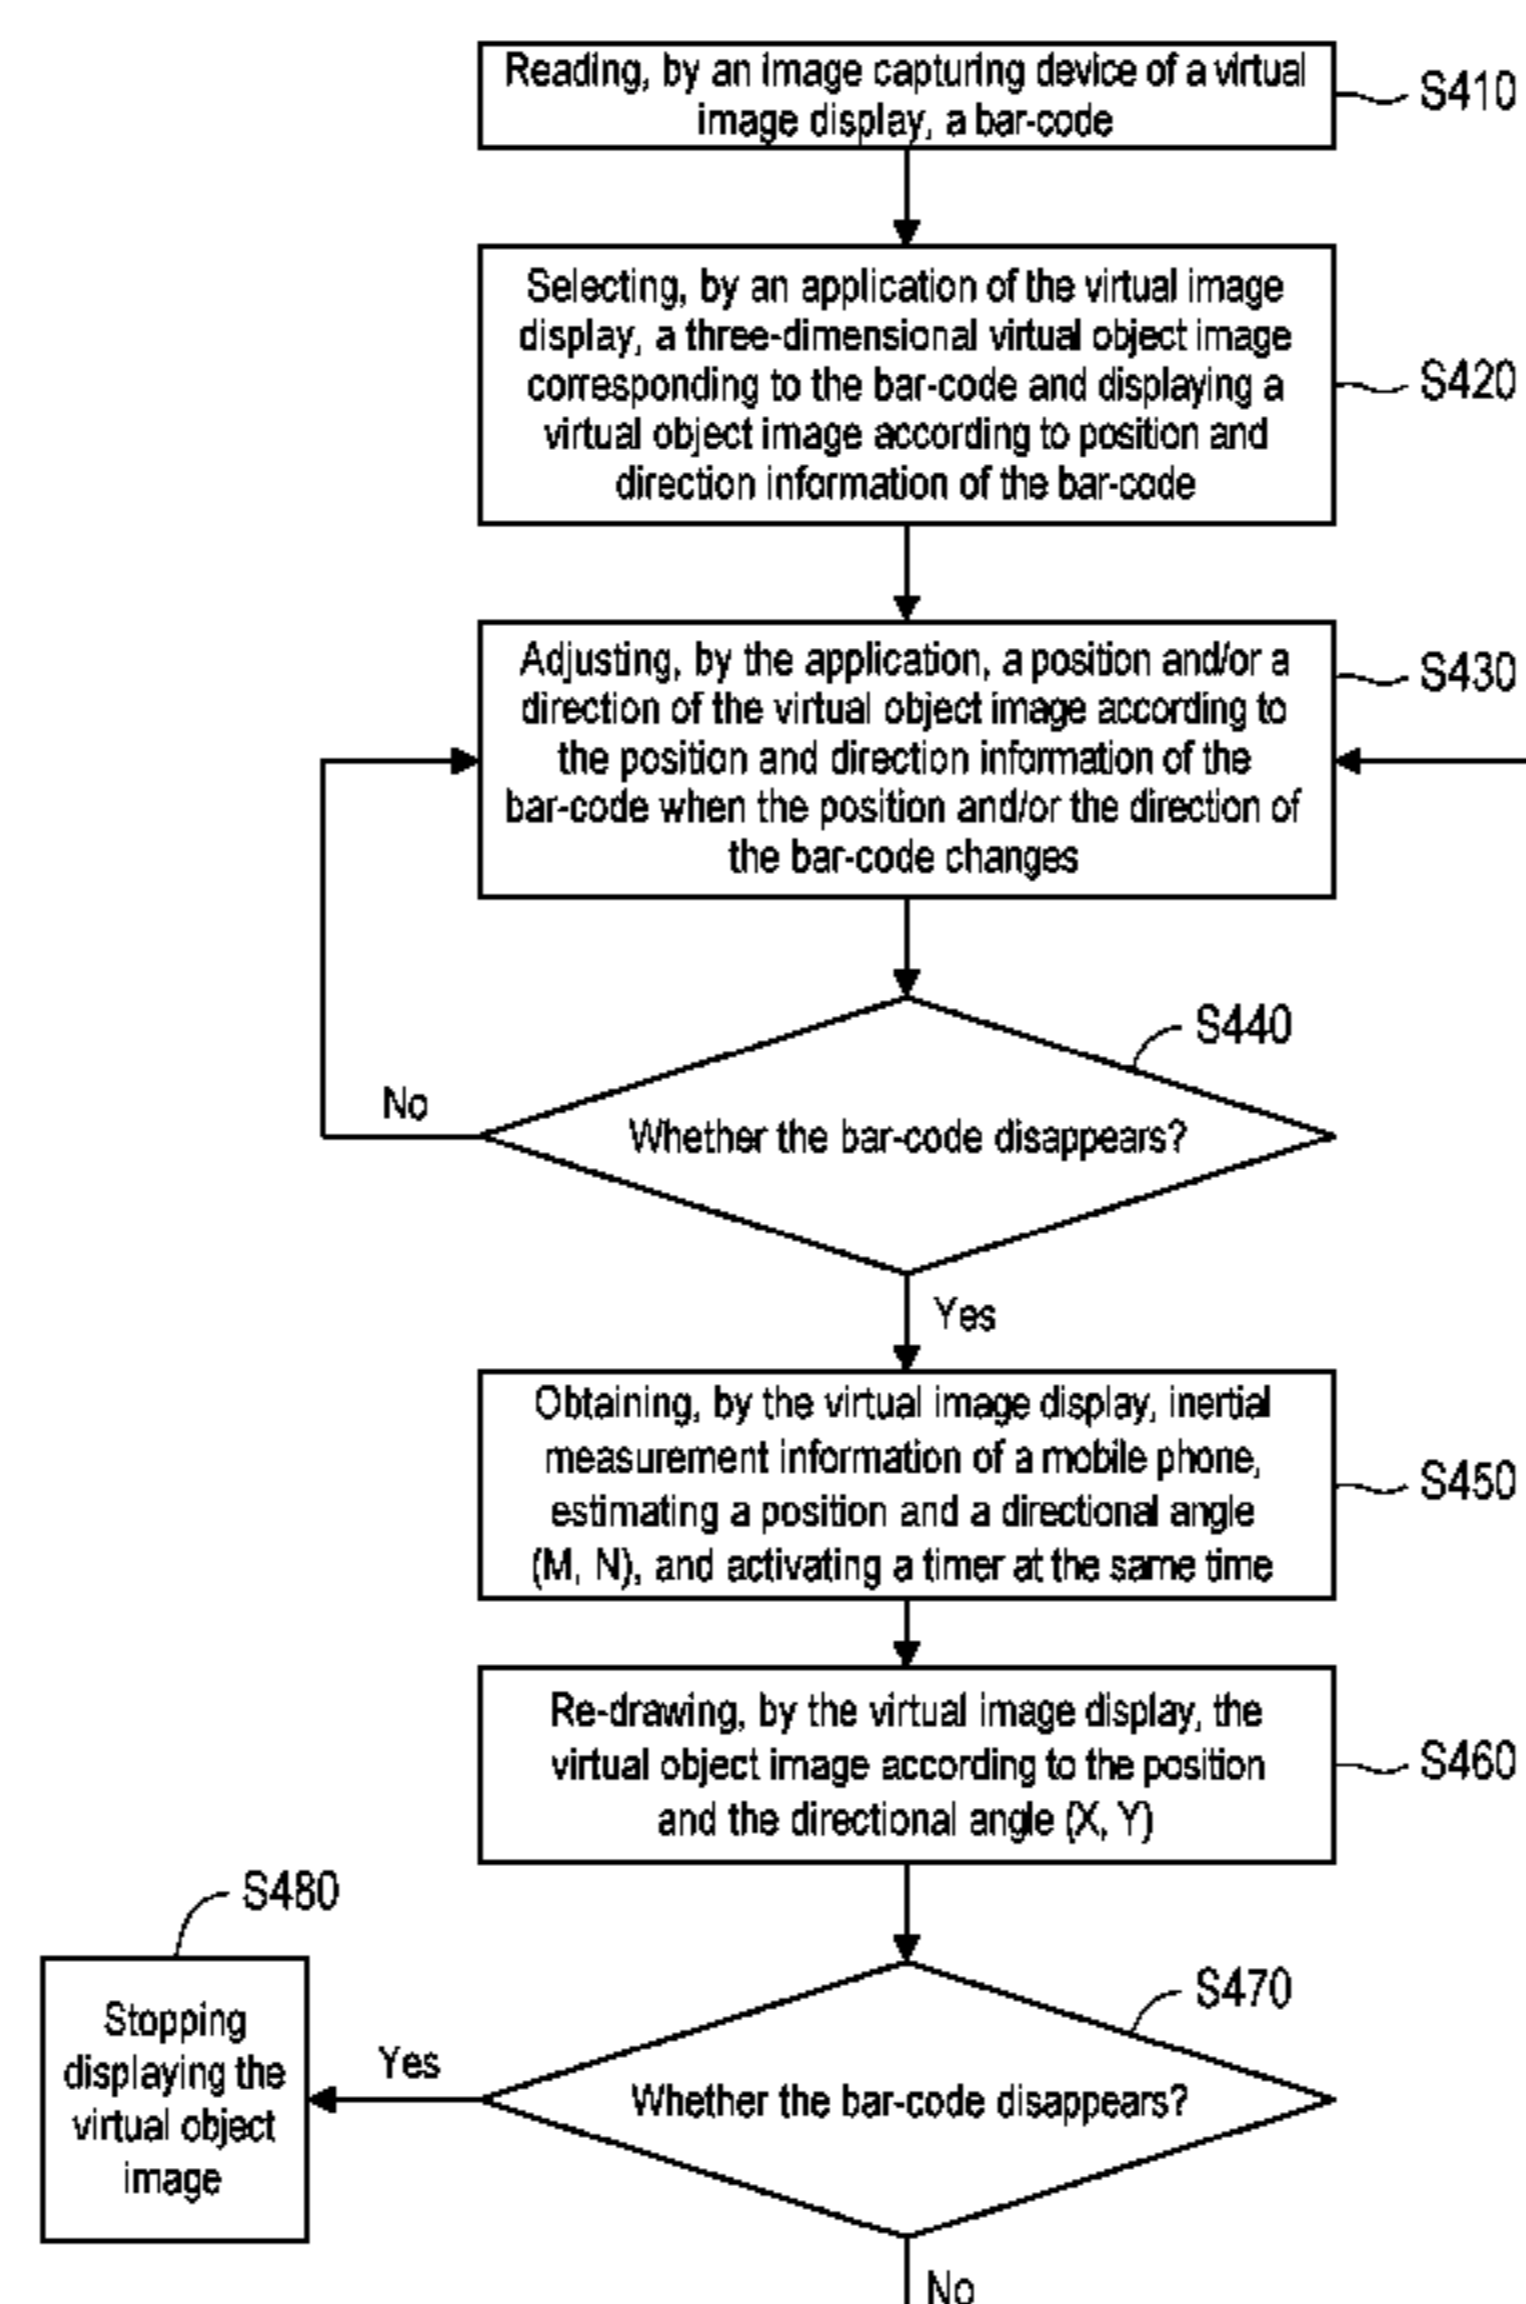 Reading, by an image capturing device of a virtual
image display, a bar-code
S410
Selecting, by an application of the virtual image
display, a three-dimensional virtual object image
corresponding to the bar-code and displaying a
virtual object image according to position and
direction information of the bar-code
S420
Adjusting, by the application, a position and/or a
direction of the virtual object image according to
the position and direction information of the
bar-code when the position and/or the direction of
the bar-code changes
S430
S440
Whether the bar-code disappears?
No
Yes
Obtaining, by the virtual image display, inertial
measurement information of a mobile phone,
estimating a position and a directional angle
(M, N), and activating a timer at the same time
S450
Re-drawing, by the virtual image display, the
virtual object image according to the position
and the directional angle (X, Y)
S460
S470
Whether the bar-code disappears?
Yes
S480
Stopping
displaying the
virtual object
image
No